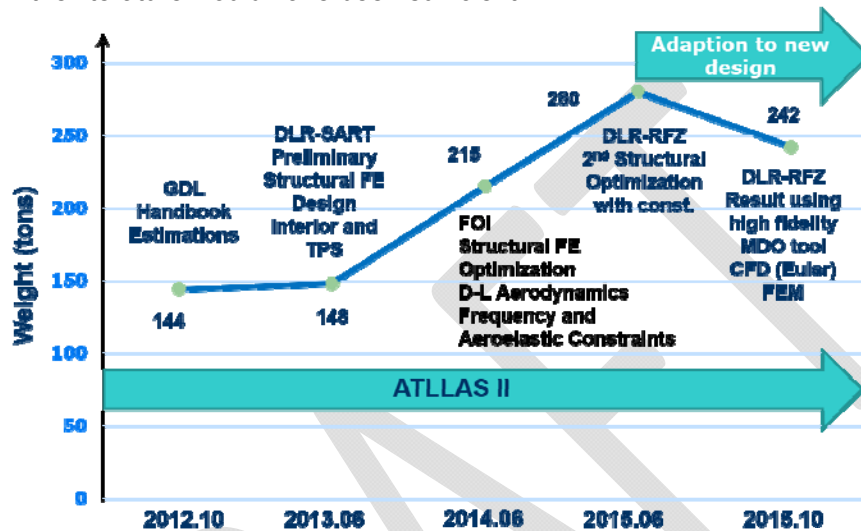 Adaption to new
design
300
250
200
150
100
50
0
Weight (tons)
GDL
Handbook
Estimations
144
DLR-SART
Preliminary
Structural FE
Design
Interior and
TPS
148
215
FOI
Structural FE
Optimization
D-L Aerodynamics
Frequency and
Aeroelastic Constraints
280
DLR-RFZ
2nd Structural
Optimization
with const.
242
DLR-RFZ
Result using
high fidelity
MDO tool
CFD (Euler)
FEM
ATLLAS II
2012.10
2013.06
2014.06
2015.06
2015.10